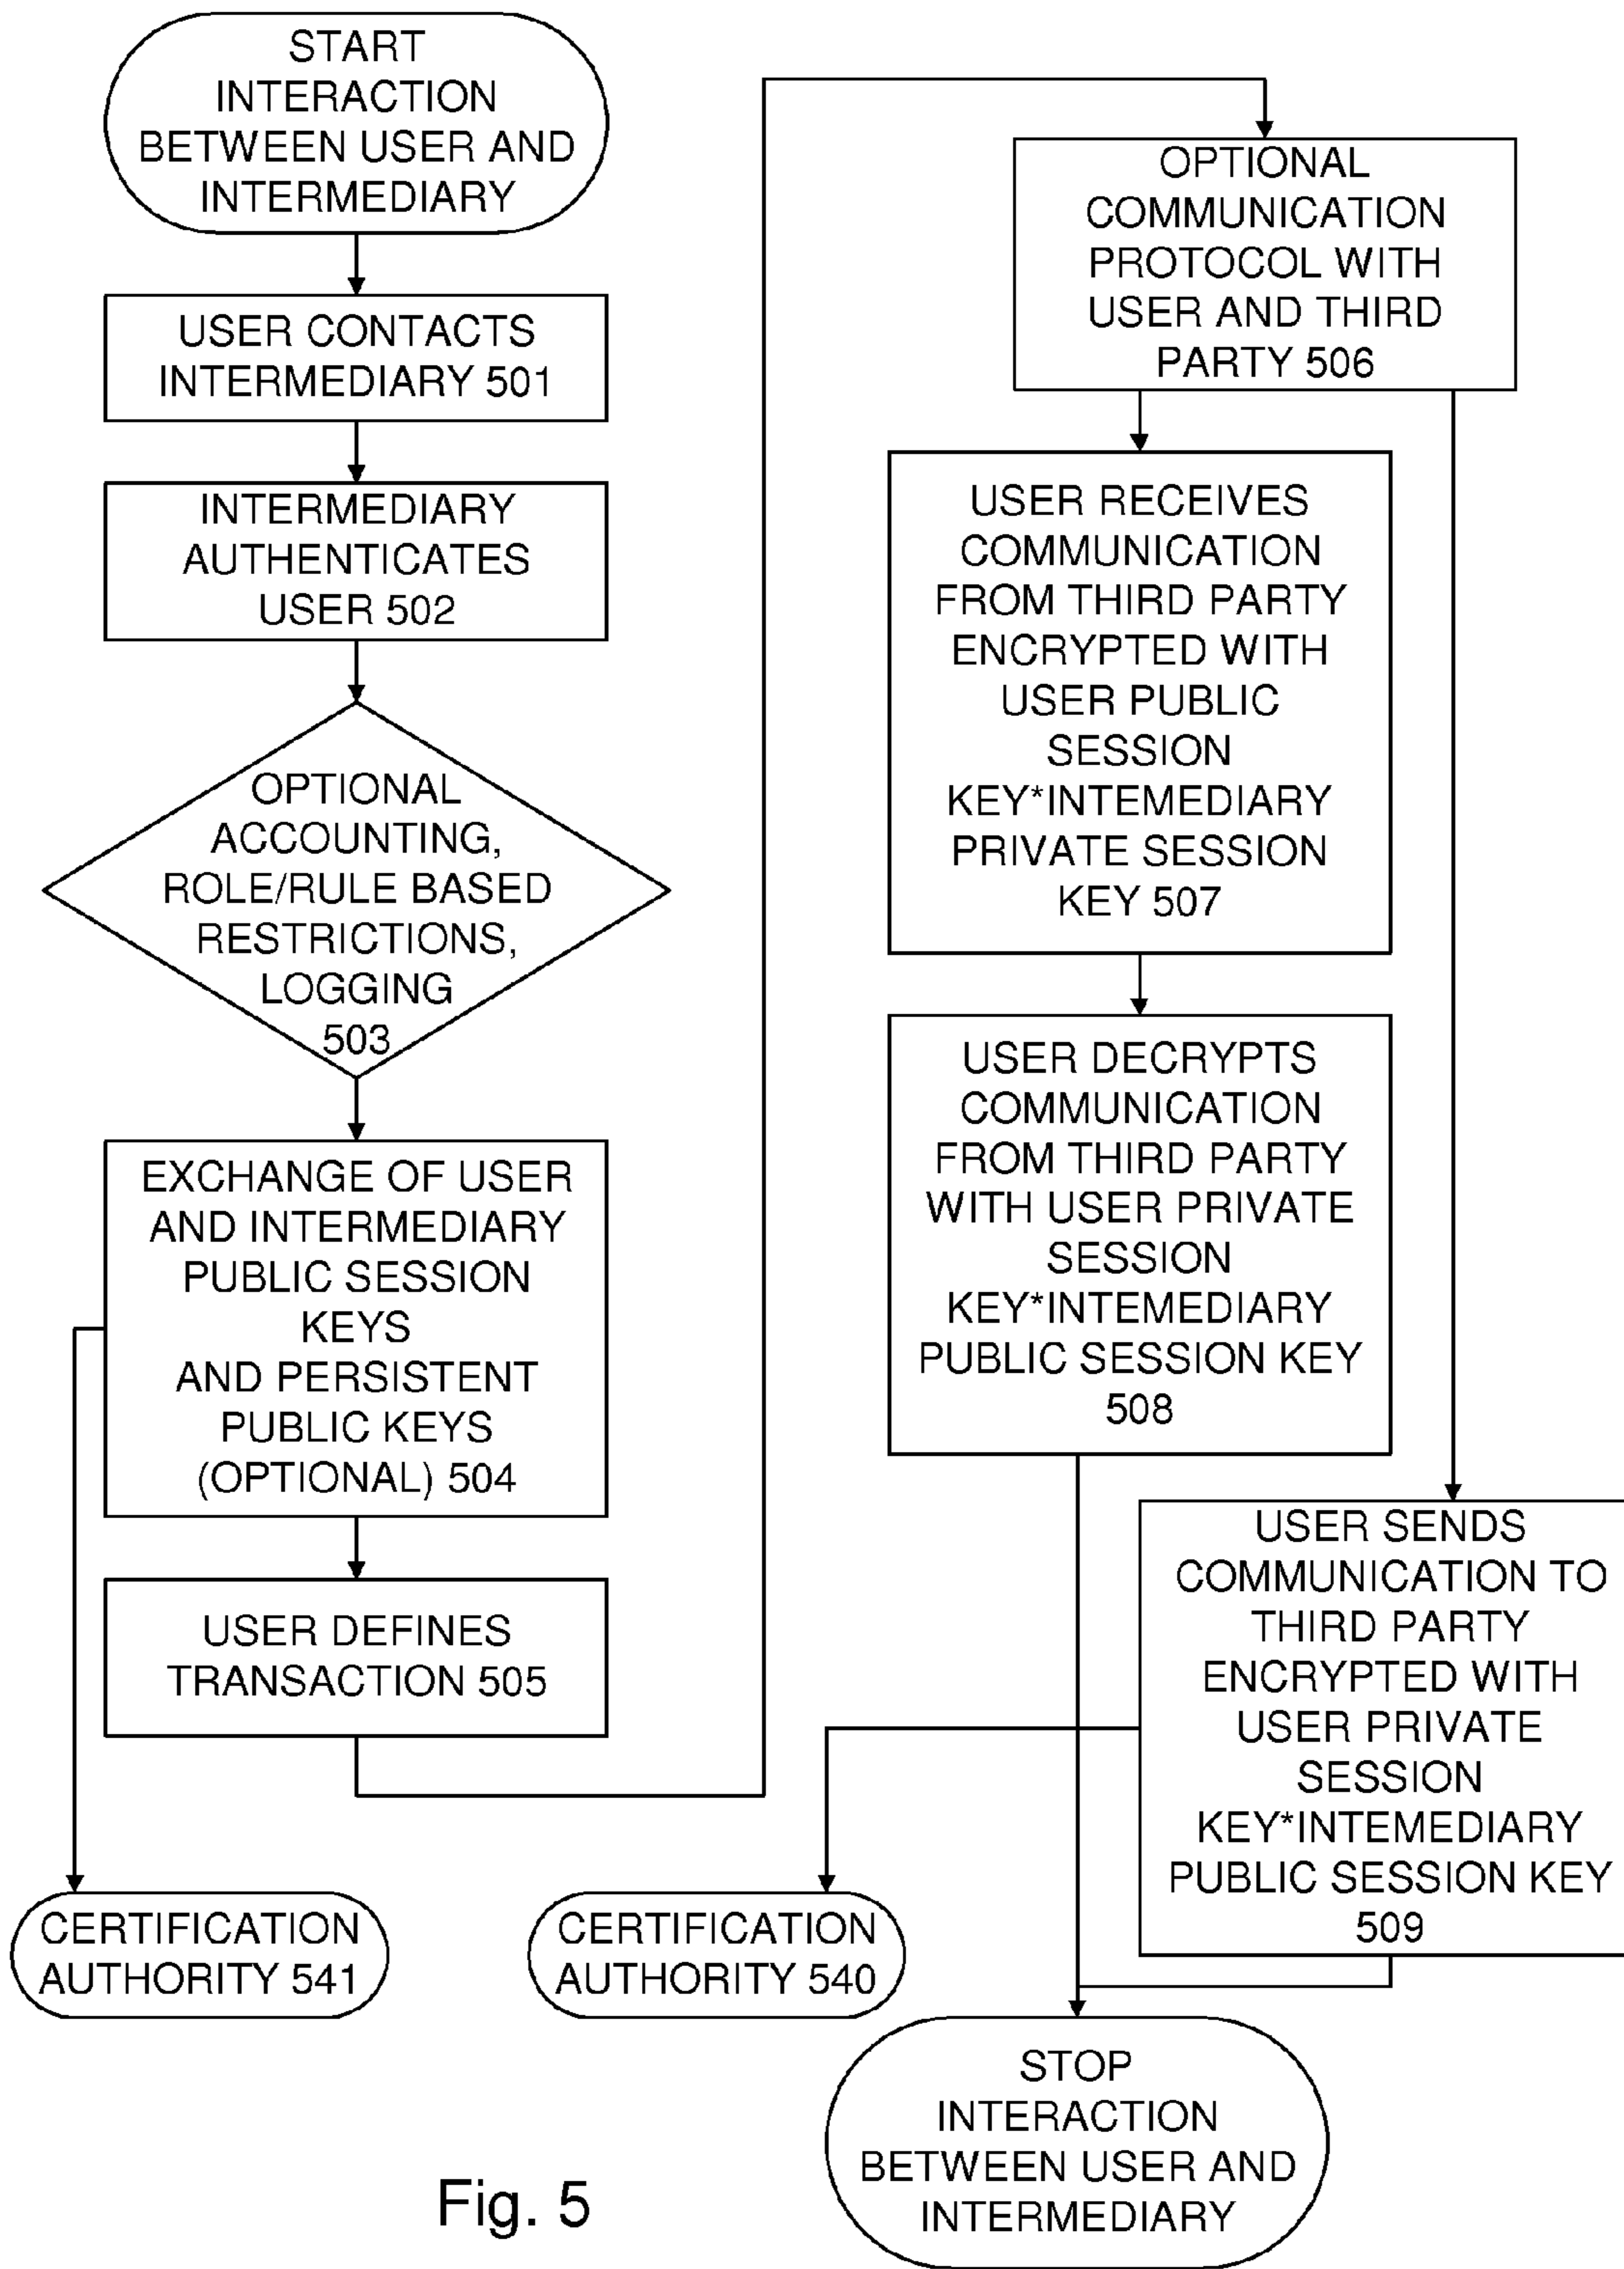 START
INTERACTION
BETWEEN USER AND
INTERMEDIARY
USER CONTACTS
INTERMEDIARY 501
INTERMEDIARY
AUTHENTICATES
USER 502
OPTIONAL
ACCOUNTING,
ROLE/RULE BASED
RESTRICTIONS,
LOGGING
503
EXCHANGE OF USER
AND INTERMEDIARY
PUBLIC SESSION
KEYS
AND PERSISTENT
PUBLIC KEYS
(OPTIONAL) 504
USER DEFINES
TRANSACTION 505
CERTIFICATION
AUTHORITY 541
OPTIONAL
COMMUNICATION
PROTOCOL WITH
USER AND THIRD
PARTY 506
USER RECEIVES
COMMUNICATION
FROM THIRD PARTY
ENCRYPTED WITH
USER PUBLIC
SESSION
KEY*INTEMEDIARY
PRIVATE SESSION
KEY 507
USER DECRYPTS
COMMUNICATION
FROM THIRD PARTY
WITH USER PRIVATE
SESSION
KEY*INTEMEDIARY
PUBLIC SESSION KEY
508
USER SENDS
COMMUNICATION TO
THIRD PARTY
ENCRYPTED WITH
USER PRIVATE
SESSION
KEY*INTEMEDIARY
PUBLIC SESSION KEY
509
CERTIFICATION
AUTHORITY 540
STOP
INTERACTION
BETWEEN USER AND
INTERMEDIARY
Fig. 5